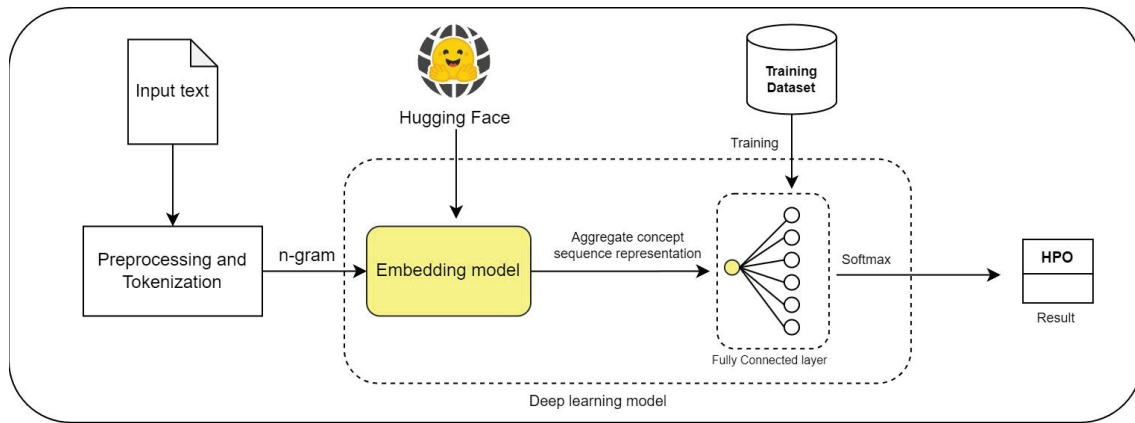 Input text
Hugging Face
Training
Dataset
Training
Preprocessing and
Tokenization
n-gram
Embedding model
Aggregate concept
sequence representation
Softmax
HPO
Result
Fully Connected layer
Deep learning model